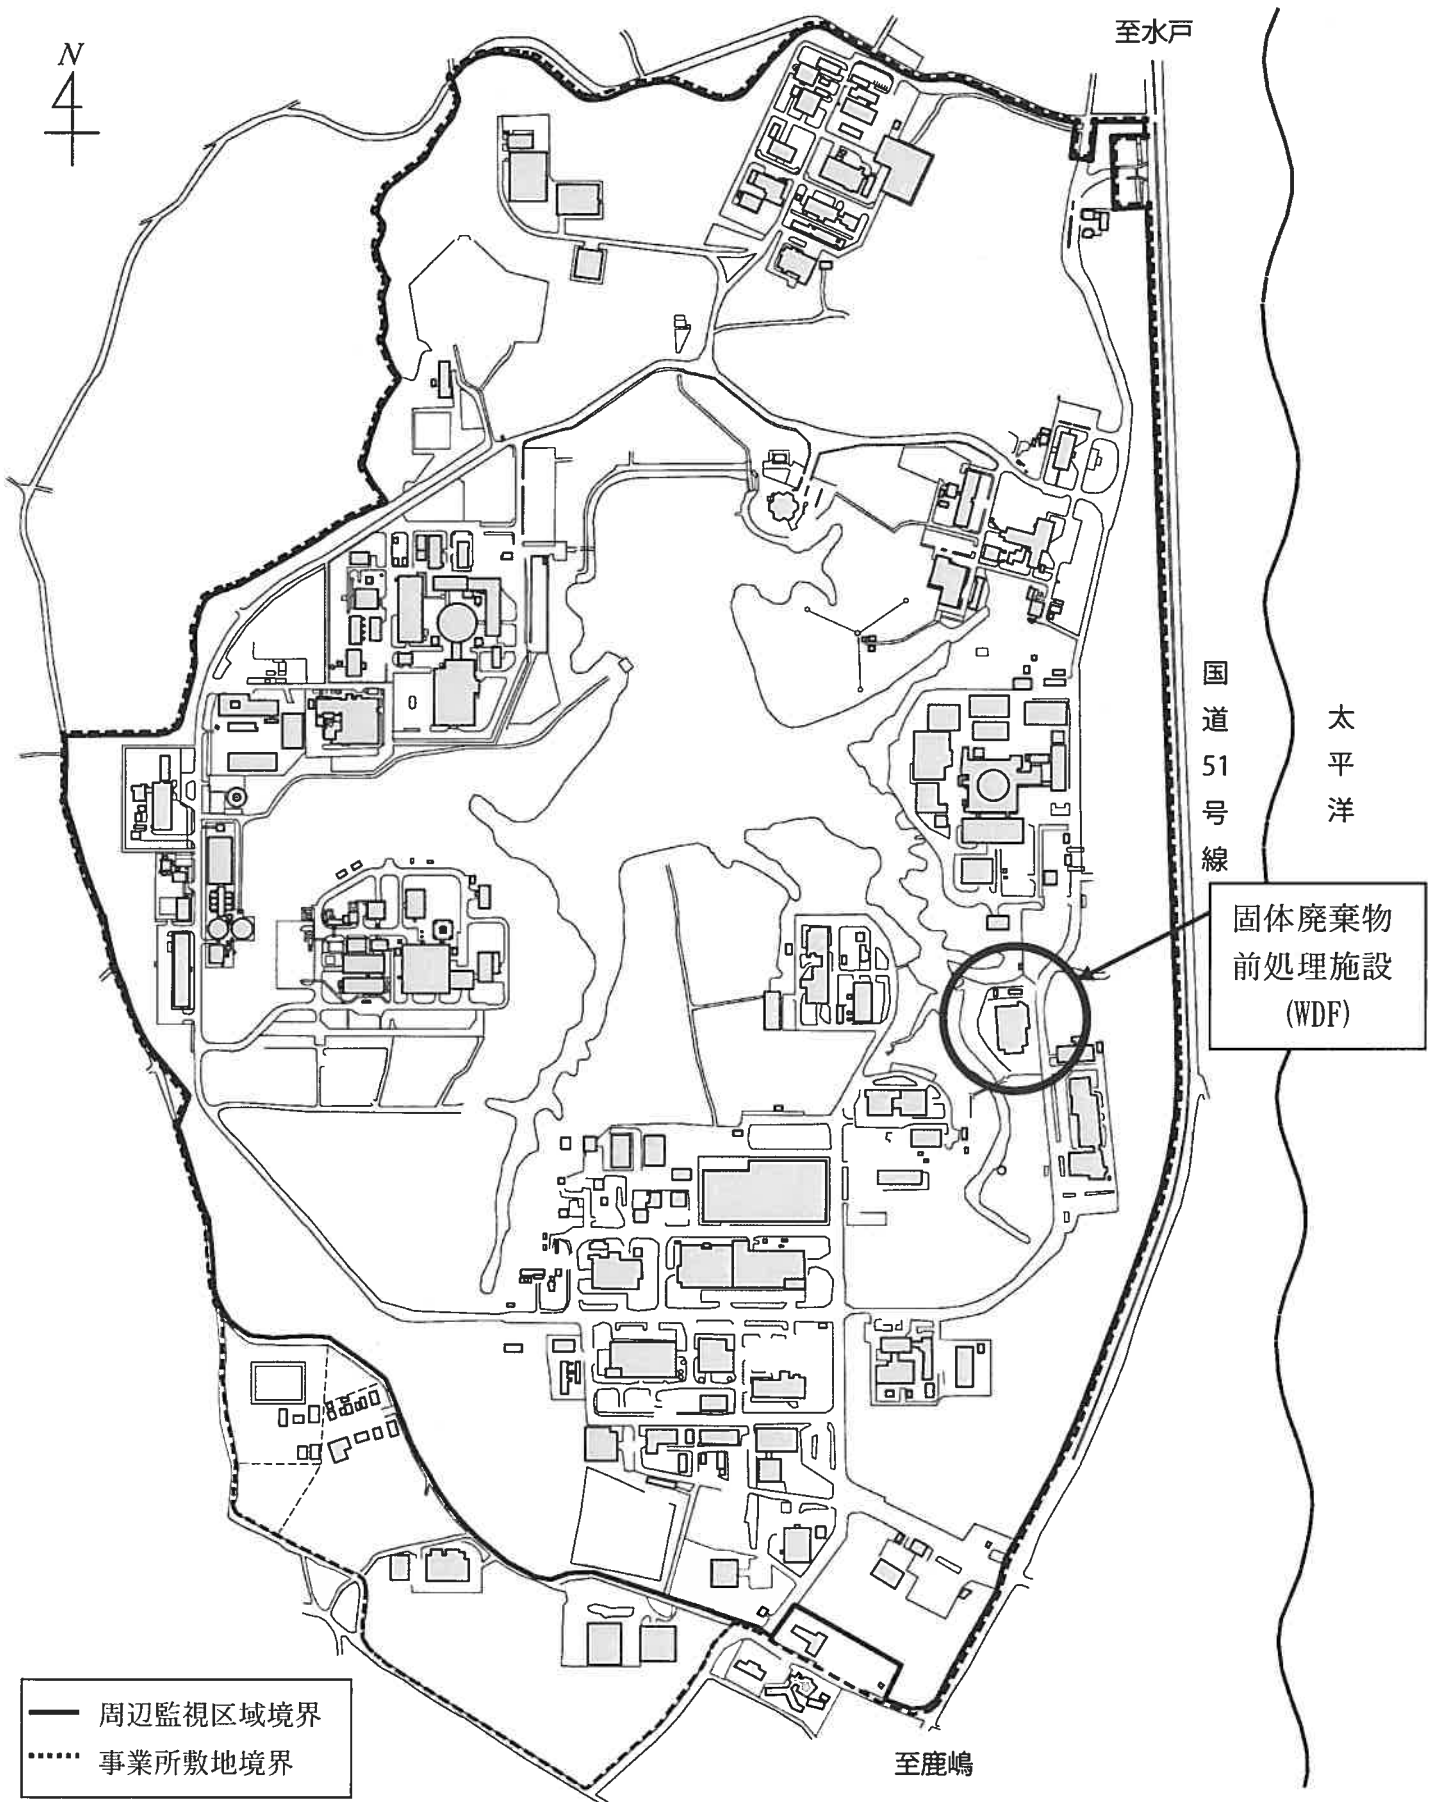 至水戸
N
国道51号線
太平洋
固体廃棄物
前処理施設
(WDF)
周辺監視区域境界
事業所敷地境界
至鹿嶋